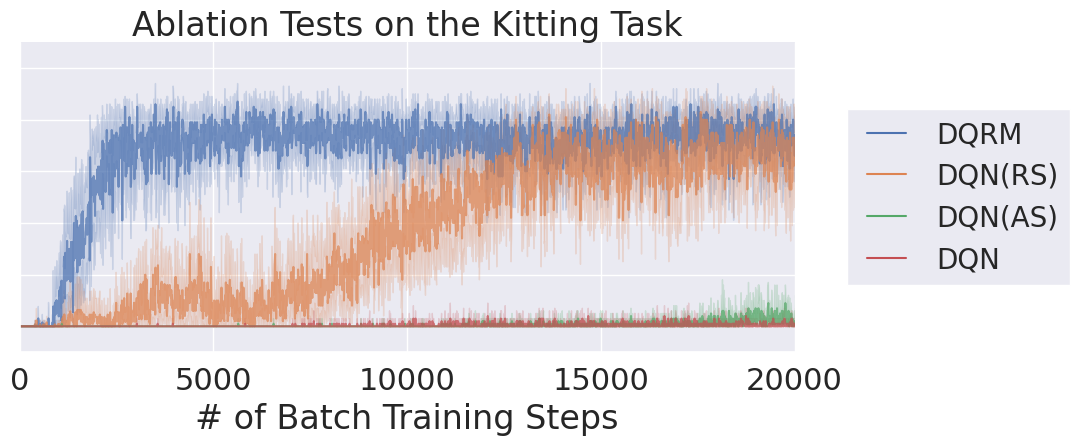 Ablation Tests on the Kitting Task
DQRM
DQN(RS)
DQN(AS)
DQN
0 5000 10000 15000 20000
# of Batch Training Steps